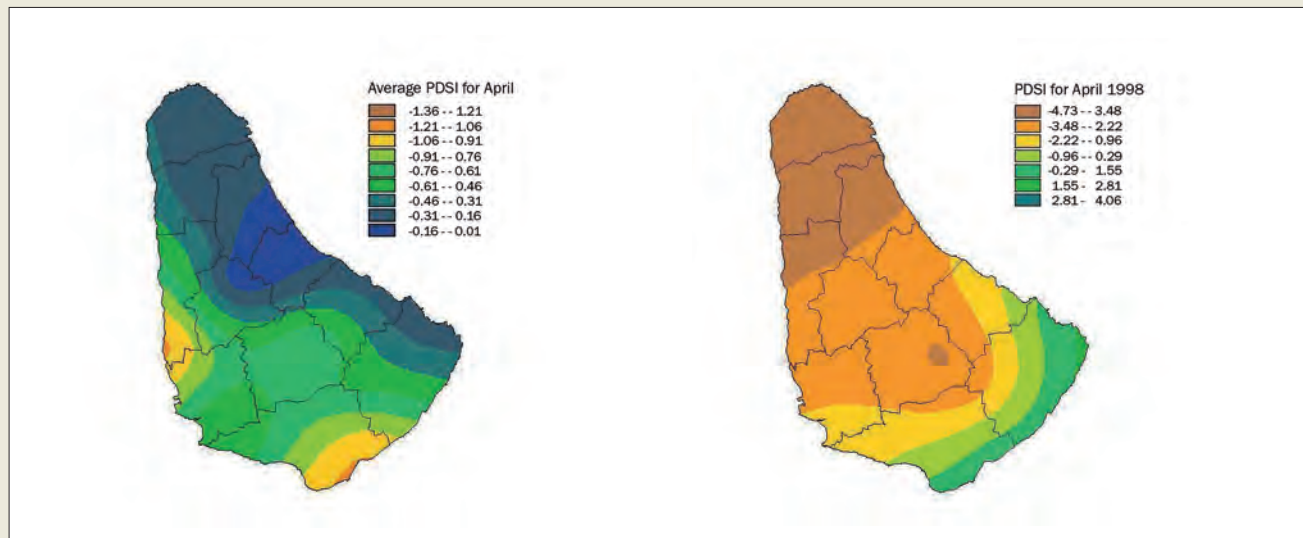 Average PDSI for April
-1.36 - - 1.21
-1.21 - - 1.06
-1.06 - - 0.91
-0.91 - - 0.76
-0.76 - - 0.61
-0.61 - - 0.46
-0.46 - - 0.31
-0.31 - - 0.16
-0.16 - - 0.01
PDSI for April 1998
-4.73 - - 3.48
-3.48 - - 2.22
-2.22 - - 0.96
-0.96 - - 0.29
-0.29 - 1.55
1.55 - 2.81
2.81 - 4.06